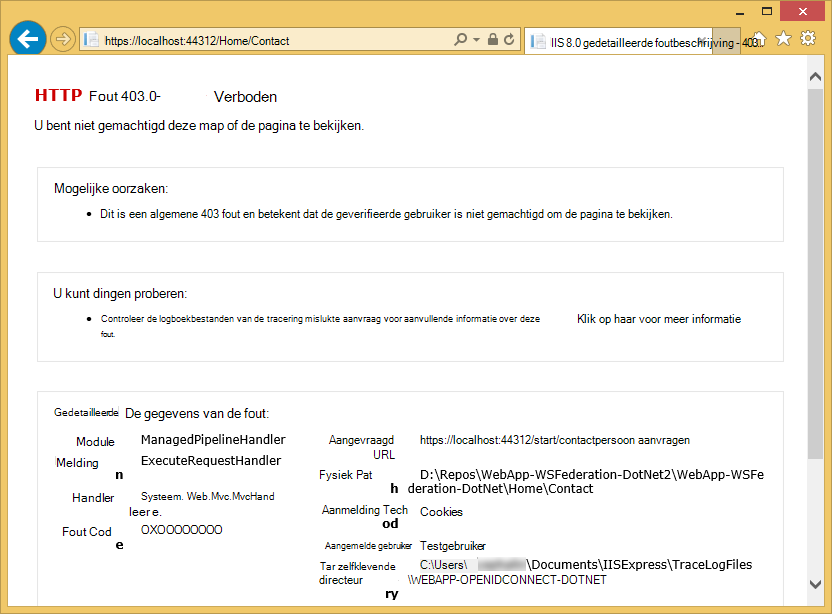 https://localhost:44312/Home/Contact
IIS 8.0 gedetailleerde foutbeschrijving - 403...
HTTP Fout 403.0- Verboden
U bent niet gemachtigd deze map of de pagina te bekijken.
Mogelijke oorzaken:
• Dit is een algemene 403 fout en betekent dat de geverifieerde gebruiker is niet gemachtigd om de pagina te bekijken.
U kunt dingen proberen:
• Controleer de logboekbestanden van de tracering mislukte aanvraag voor aanvullende informatie over deze
fout.
Klik op haar voor meer informatie
Gedetailleerde De gegevens van de fout:
Module ManagedPipelineHandler
Melding
n ExecuteRequestHandler
Handler Systeem. Web.Mvc.MvcHand
leer e.
Fout Cod
e 0X00000000
Aangevraagd
URL https://localhost:44312/start/contactpersoon aanvragen
Fysiek Pat
h D:\Repos\WebApp-WSFederation-DotNet2\WebApp-WSFe
deration-DotNet\Home\Contact
Aanmelding Tech
od Cookies
Aangemelde gebruiker Testgebruiker
Tar zelfklevende
directeur
ry C:\Users\ \Documents\IISExpress\TraceLogFiles
\WEBAPP-OPENIDCONNECT-DOTNET